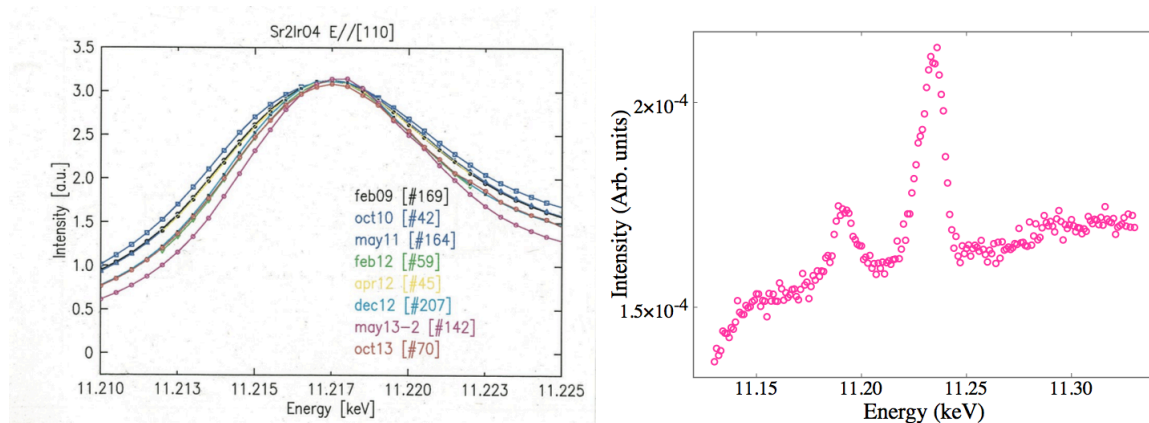 Sr2IrO4 E//[110]
3.5
3.0
2.5
2.0
1.5
1.0
0.5
0
Intensity [a.u.]
feb09 [#169]
oct10 [#42]
may11 [#164]
feb12 [#59]
apr12 [#45]
dec12 [#207]
may13-2 [#142]
oct13 [#70]
11.210 11.213 11.215 11.217 11.220 11.223 11.225
Energy [keV]
Intensity (Arb. units)
2×10⁻⁴
1.5×10⁻⁴
11.15 11.20 11.25 11.30
Energy (keV)